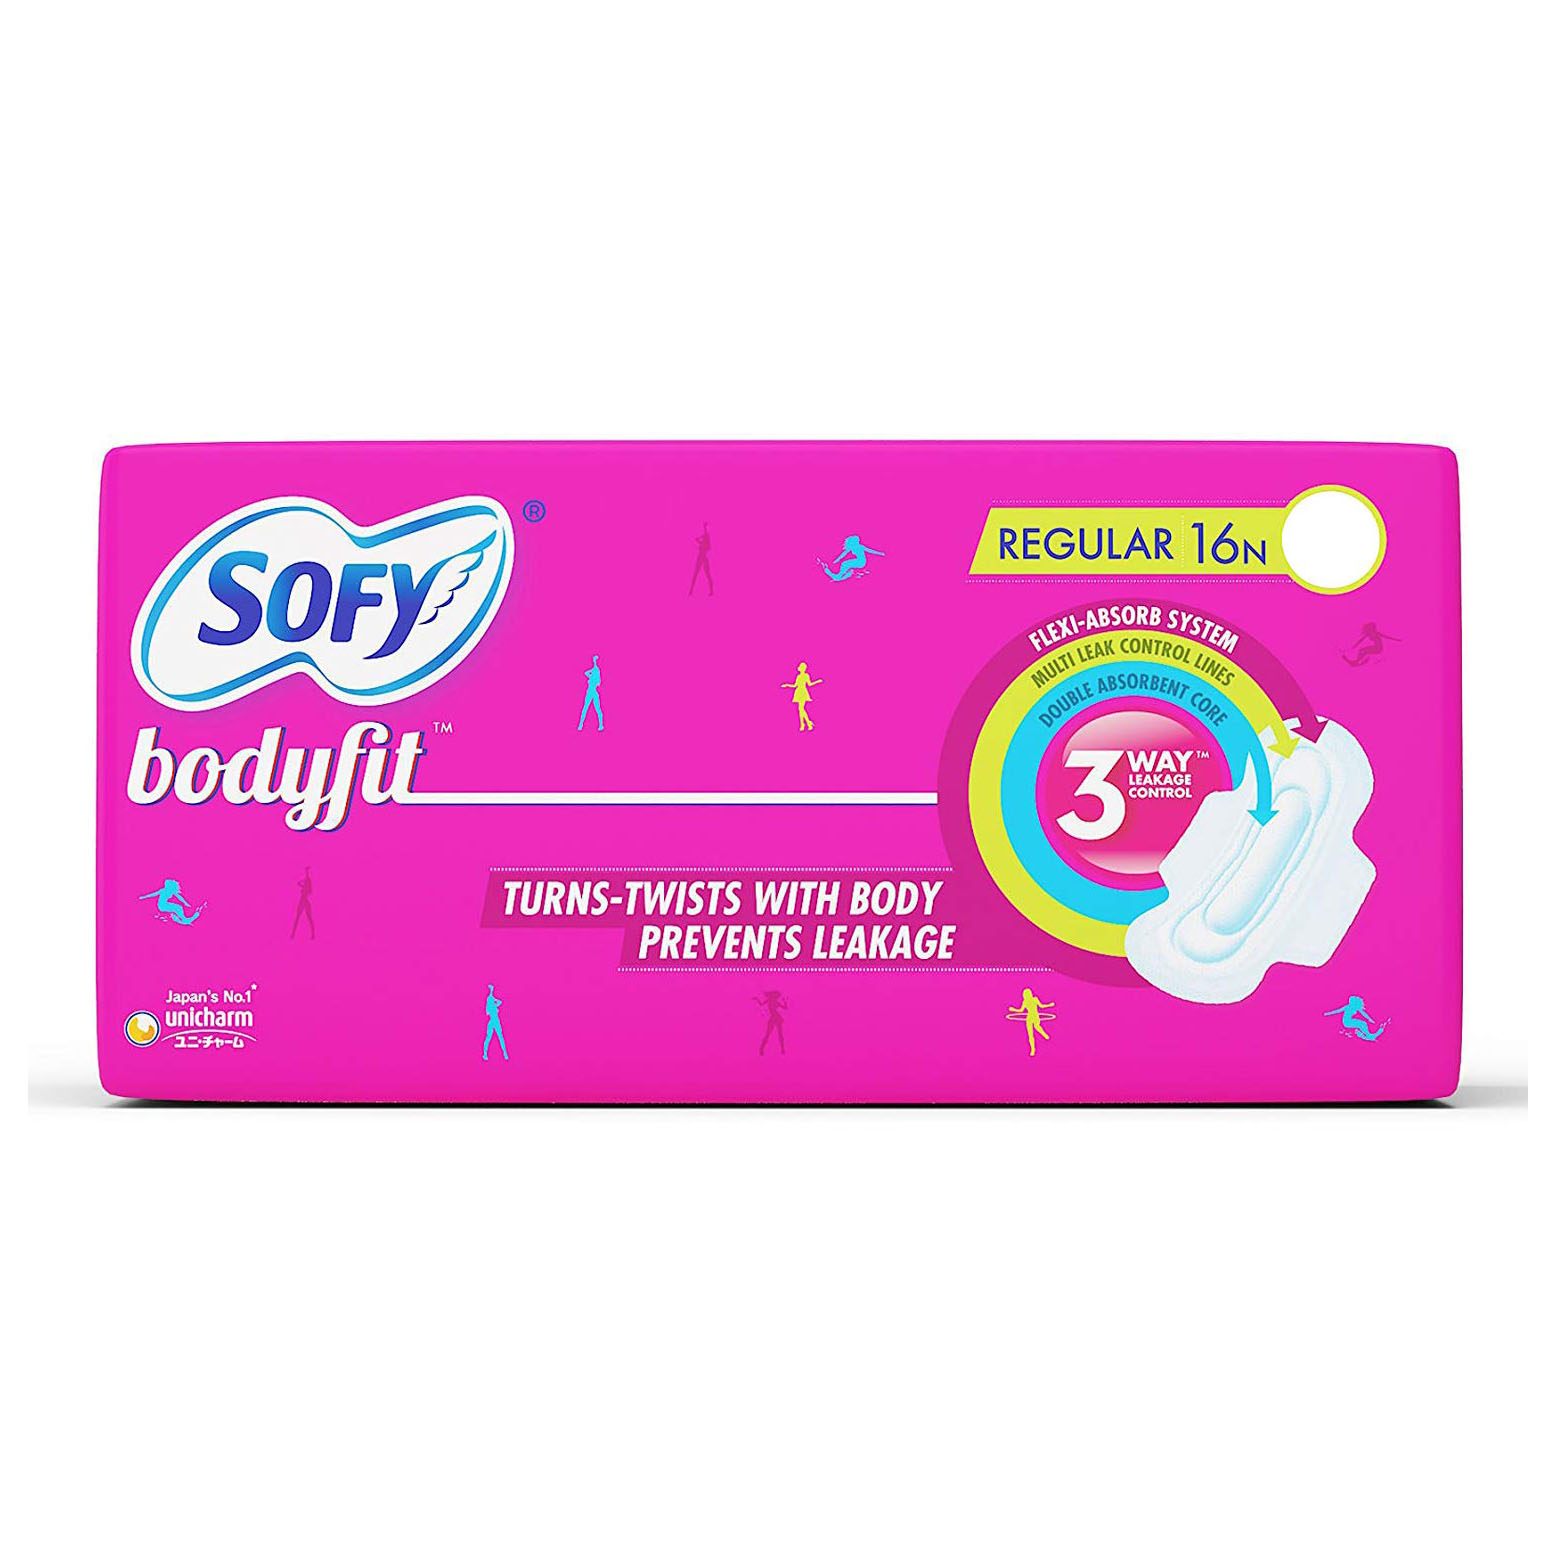 SOFY®
bodyfit™
REGULAR 16N
FLEXI-ABSORB SYSTEM
MULTI LEAK CONTROL LINES
DOUBLE ABSORBENT CORE
3 WAY™
LEAKAGE
CONTROL
TURNS-TWISTS WITH BODY
PREVENTS LEAKAGE
Japan's No.1*
unicharm
ユニ・チャーム